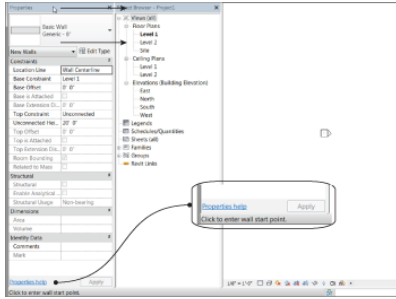 Properties
Project Browser - Project1
Basic Wall
Generic - 8"
New Walls
Edit Type
Constraints
Location Line Wall Centerline
Base Constraint Level 1
Base Offset 0' 0"
Base is Attached
Base Extension Di... 0' 0"
Top Constraint Unconnected
Unconnected Hei... 20' 0"
Top Offset 0' 0"
Top is Attached
Top Extension Dis... 0' 0"
Room Bounding
Related to Mass
Structural
Structural
Enable Analytical ...
Structural Usage Non-bearing
Dimensions
Area
Volume
Identity Data
Comments
Mark
Properties help
Apply
Click to enter wall start point.
Views (all)
Floor Plans
Level 1
Level 2
Site
Ceiling Plans
Level 1
Level 2
Elevations (Building Elevation)
East
North
South
West
Legends
Schedules/Quantities
Sheets (all)
Families
Groups
Revit Links
Properties help
Apply
Click to enter wall start point.
1/8" = 1'-0"